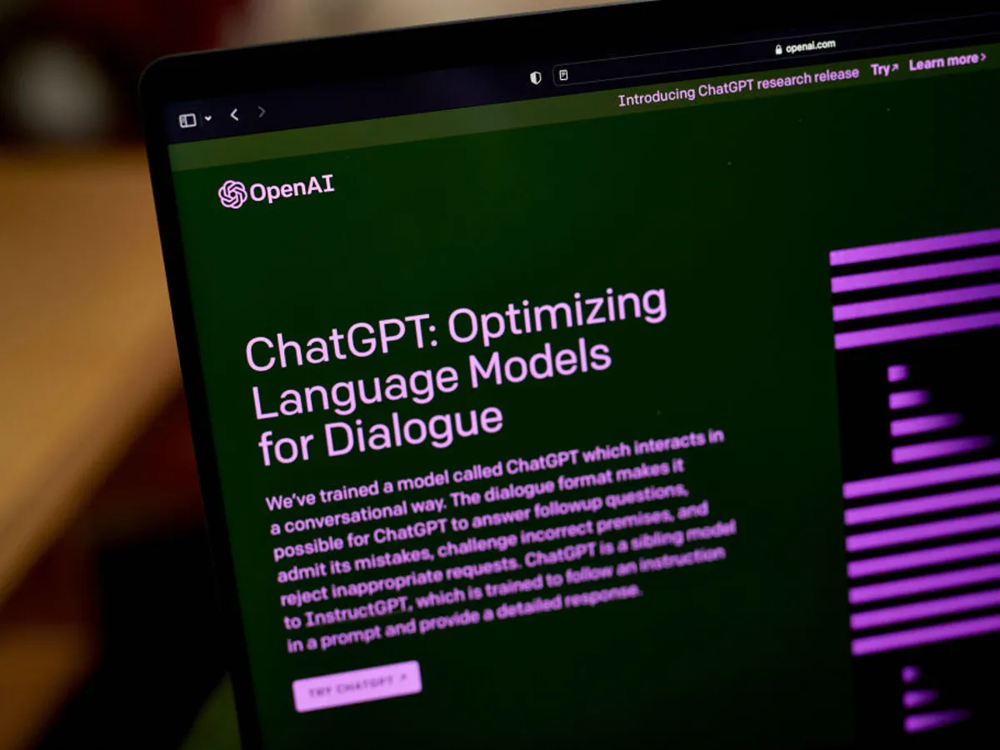 openai.com
Introducing ChatGPT research release Try↗ Learn more›
OpenAI
ChatGPT: Optimizing
Language Models
for Dialogue
We’ve trained a model called ChatGPT which interacts in
a conversational way. The dialogue format makes it
possible for ChatGPT to answer followup questions,
admit its mistakes, challenge incorrect premises, and
reject inappropriate requests. ChatGPT is a sibling model
to InstructGPT, which is trained to follow an instruction
in a prompt and provide a detailed response.
TRY CHATGPT ↗